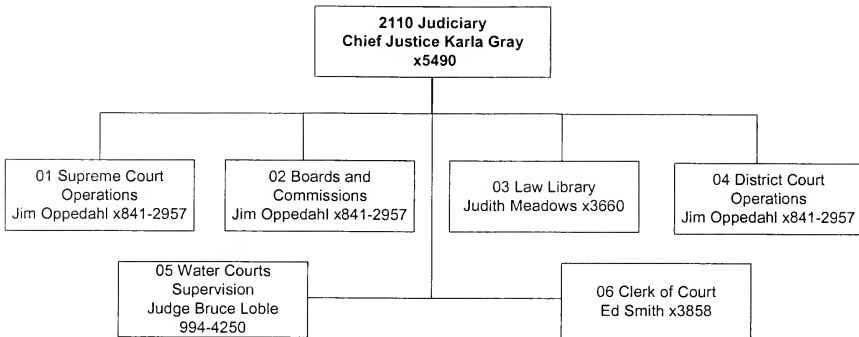 2110 Judiciary
Chief Justice Karla Gray
x5490
01 Supreme Court
Operations
Jim Oppedahl x841-2957
02 Boards and
Commissions
Jim Oppedahl x841-2957
03 Law Library
Judith Meadows x3660
04 District Court
Operations
Jim Oppedahl x841-2957
05 Water Courts
Supervision
Judge Bruce Loble
994-4250
06 Clerk of Court
Ed Smith x3858